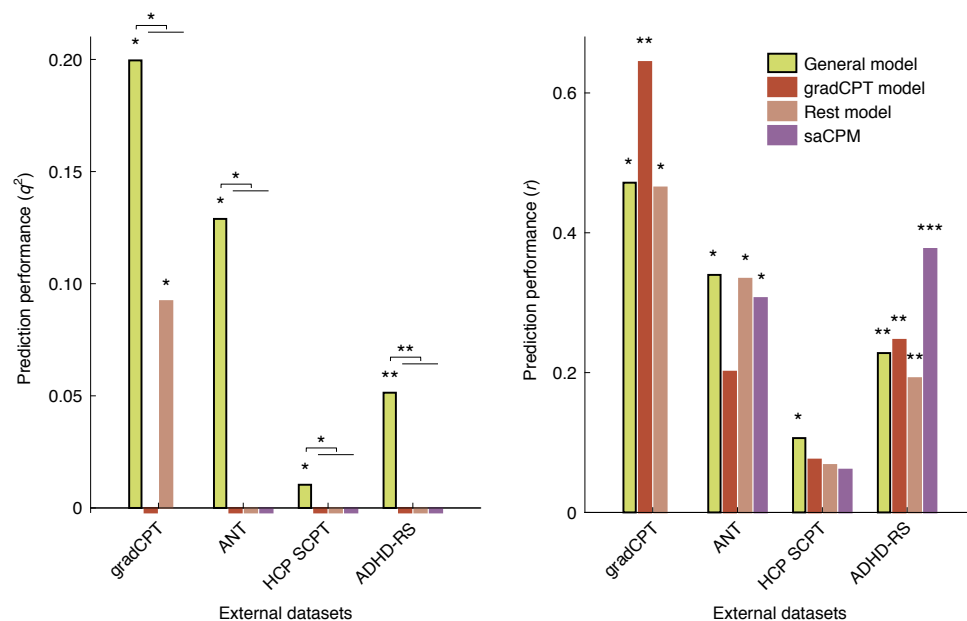 *
*
0.20
0.15
0.10
0.05
0
*
*
*
*
*
**
**
Prediction performance (q²)
gradCPT
ANT
HCP SCPT
ADHD-RS
External datasets
General model
gradCPT model
Rest model
saCPM
0.6
0.4
0.2
0
*
**
*
*
*
*
*
**
**
**
***
Prediction performance (r)
gradCPT
ANT
HCP SCPT
ADHD-RS
External datasets